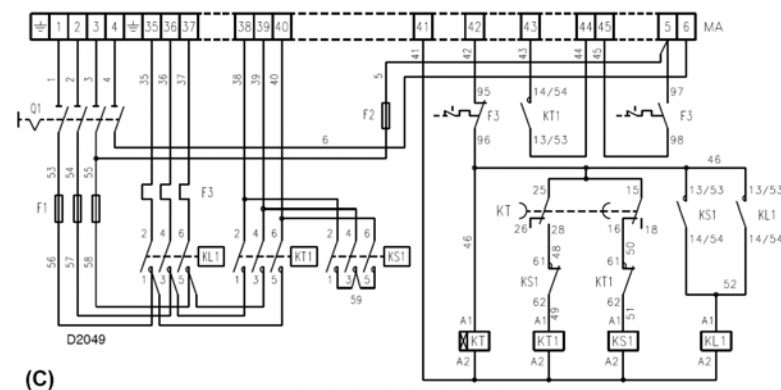 ⏚ 1 2 3 4 ⏚ 35 36 37 38 39 40 41 42 43 44 45 5 6 MA
1 2 3 4 35 36 37 38 39 40 5 41 42 43 44 45
95 14/54 97
Q1 F2 F3 KT1 F3
96 13/53 98
6
53 54 55 46
F1 F3 25 15 13/53 13/53
KT KS1 KL1
26 28 16 18 14/54 14/54
2 4 6 2 4 6 2 4 6 46 48 50
KL1 KT1 KS1 61 61
KS1 KT1 52
1 3 5 1 3 5 1 3 5 62 62
56 57 58 59 49 51
A1 A1 A1 A1
D2049 KT KT1 KS1 KL1
A2 A2 A2 A2
(C)